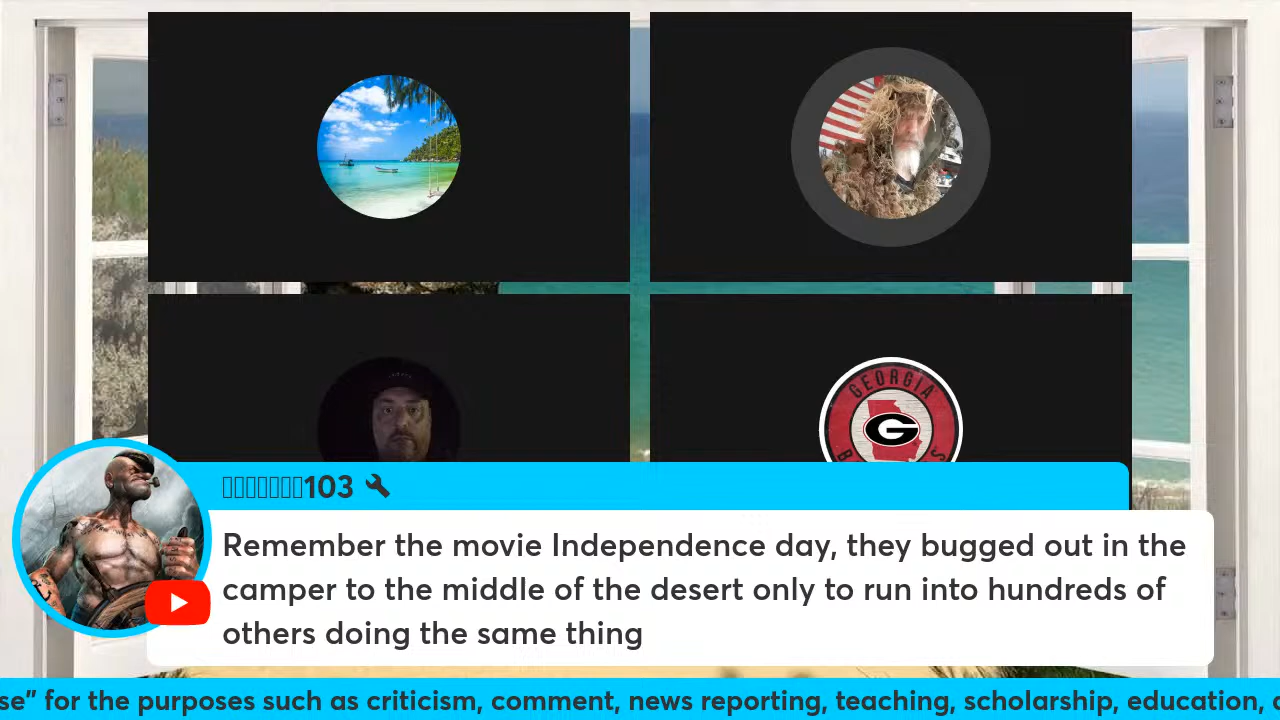 GEORGIA
G
103
Remember the movie Independence day, they bugged out in the
camper to the middle of the desert only to run into hundreds of
others doing the same thing
se" for the purposes such as criticism, comment, news reporting, teaching, scholarship, education,